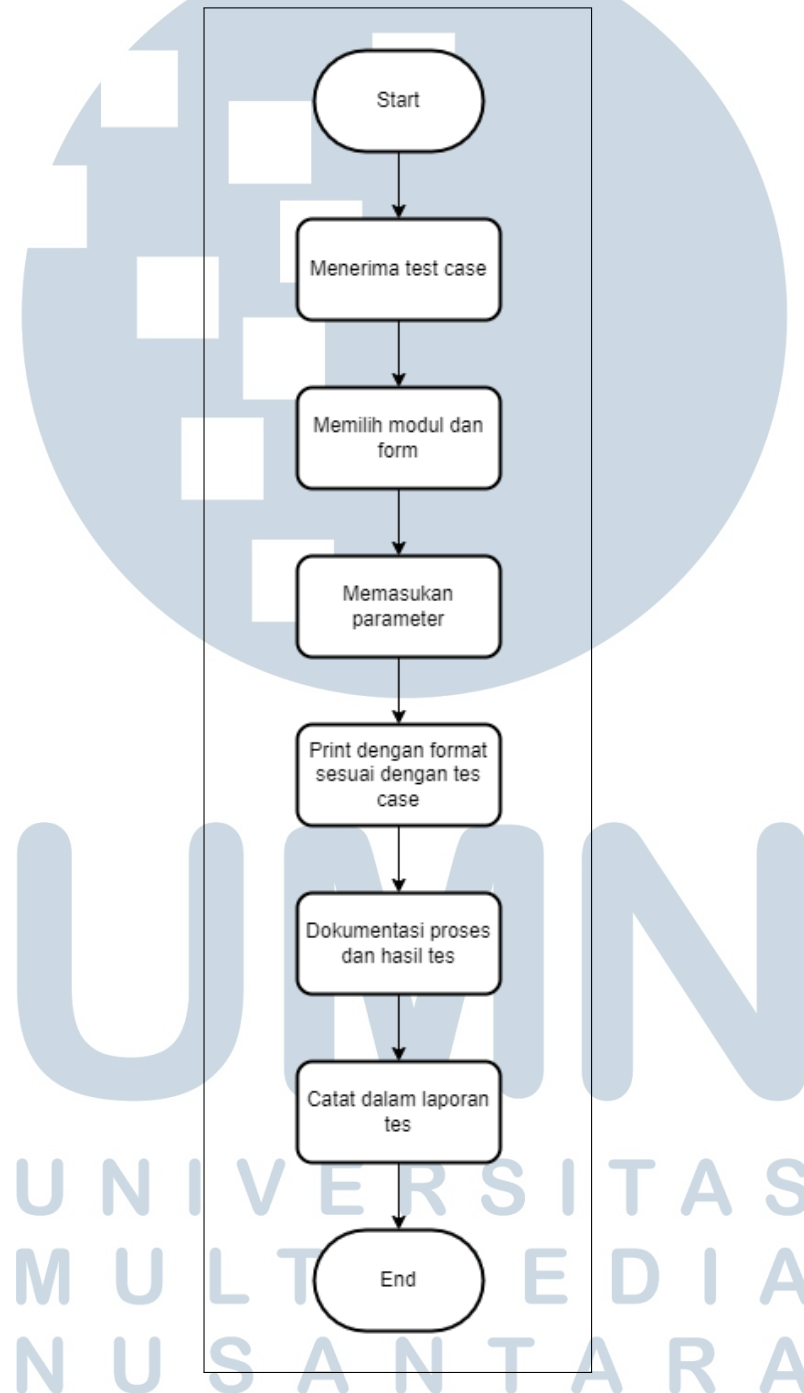 Start
Menerima test case
Memilih modul dan
form
Memasukan
parameter
Print dengan format
sesuai dengan tes
case
Dokumentasi proses
dan hasil tes
UMN
Catat dalam laporan
tes
UNIVERSITAS
MULTIMEDIA
End
NUSANTARA